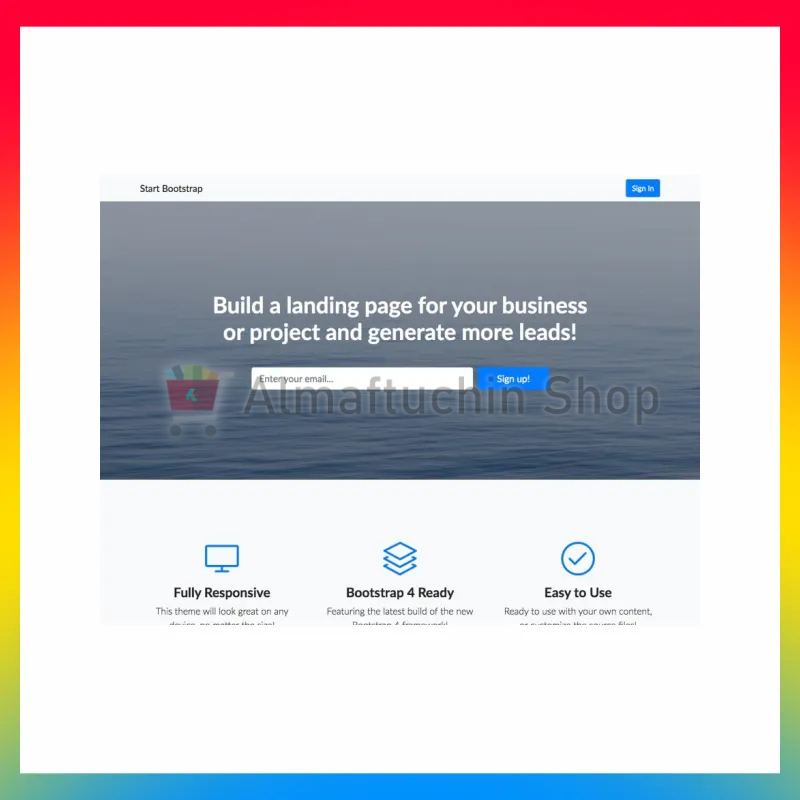 Start Bootstrap
Sign In
Build a landing page for your business
or project and generate more leads!
Enter your email...
Sign up!
Almaftuchin Shop
Fully Responsive
Bootstrap 4 Ready
Easy to Use
This theme will look great on any
device, no matter the size!
Featuring the latest build of the new
Bootstrap 4 framework!
Ready to use with your own content,
or customize the source files!